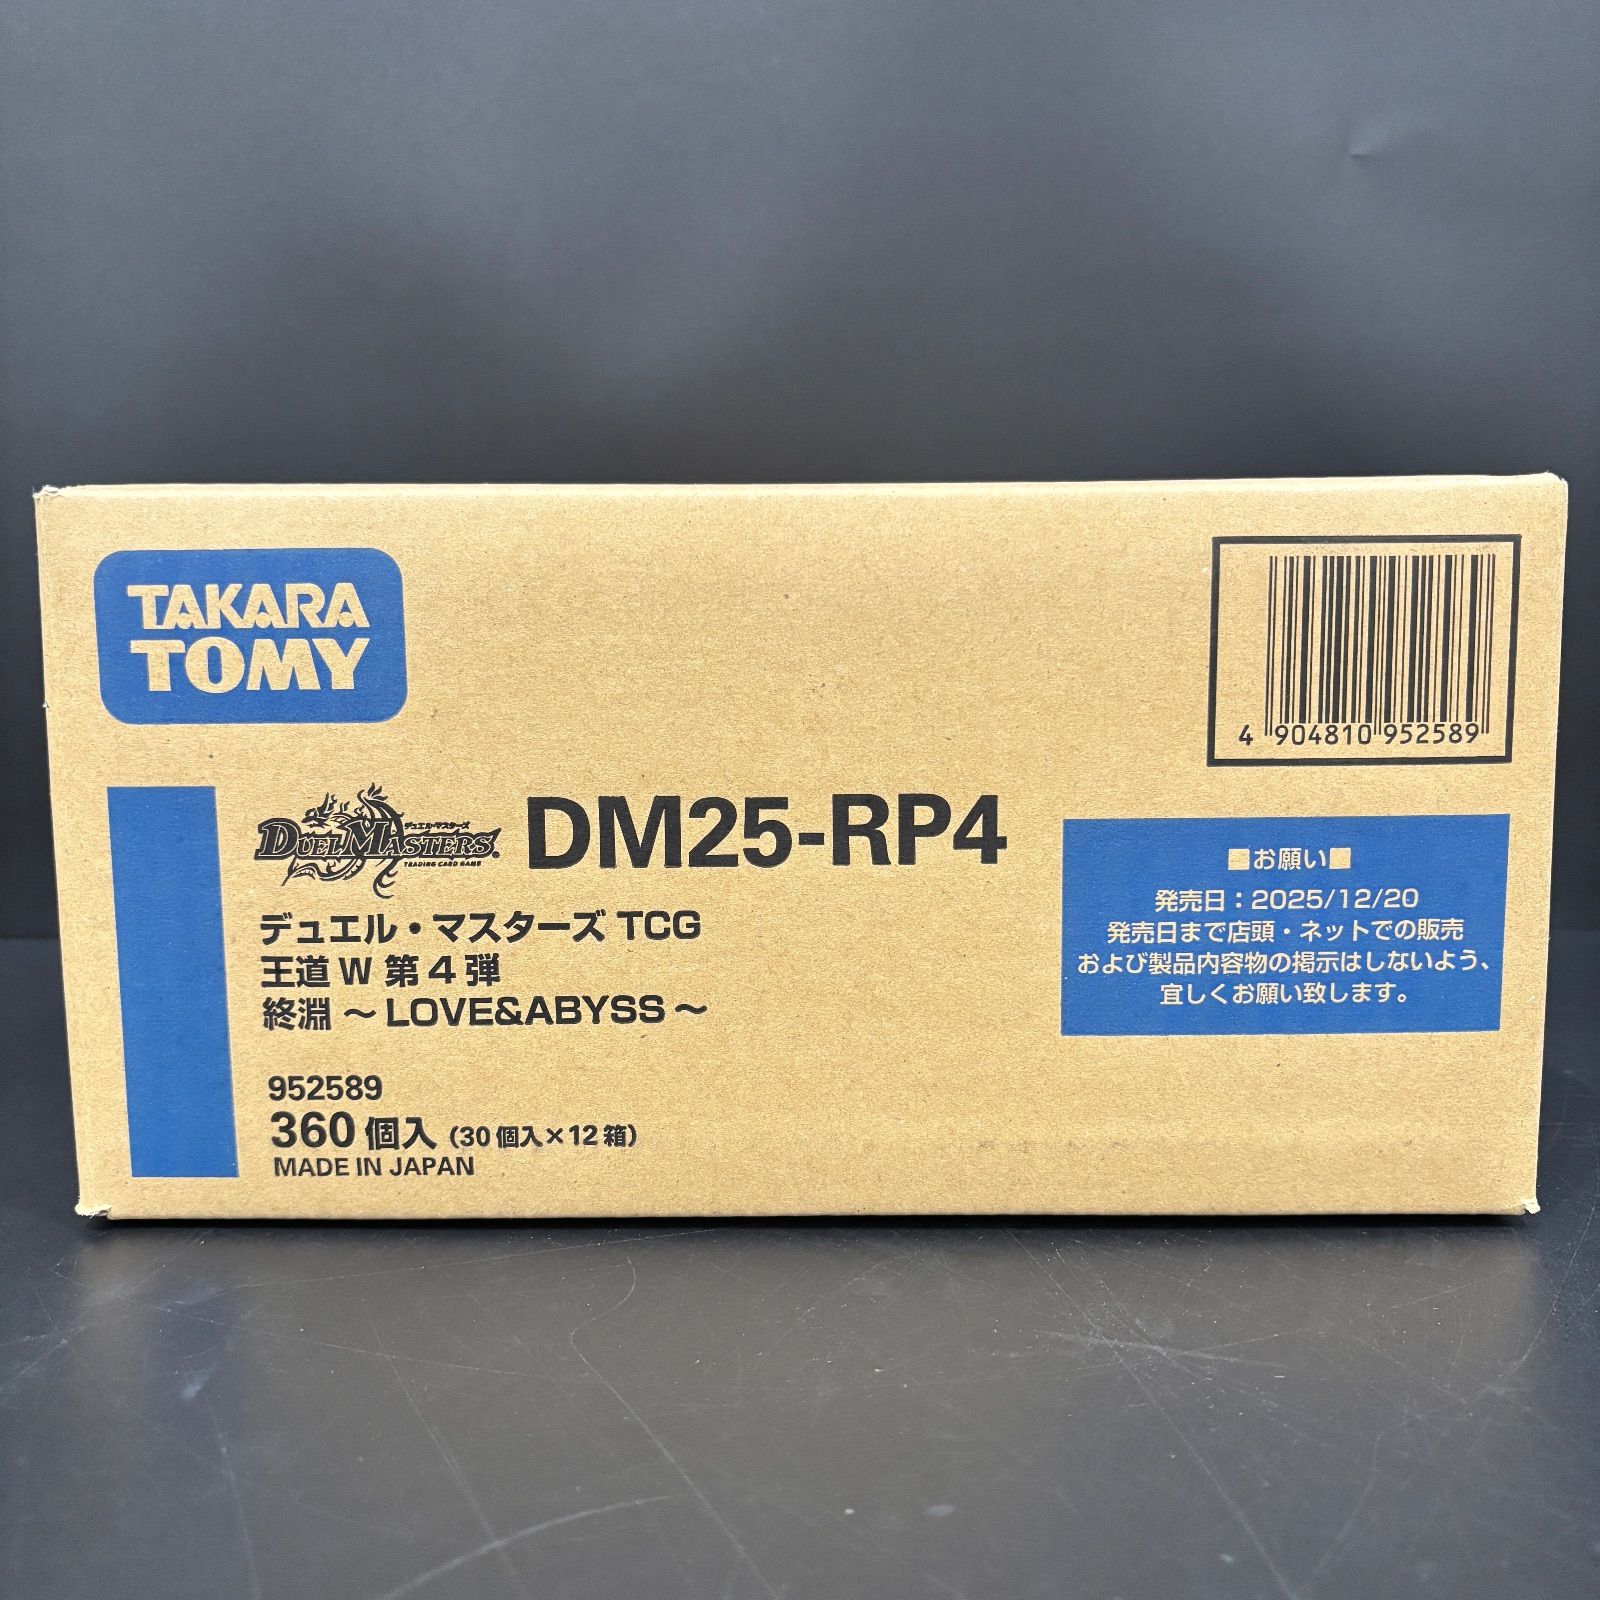 TAKARA
TOMY
4 904810 952589
デュエル・マスターズ
DUEL MASTERS
TRADING CARD GAME
DM25-RP4
デュエル・マスターズ TCG
王道 W 第 4 弾
終淵 ～ LOVE&ABYSS ～
952589
360 個入 (30 個入×12 箱)
MADE IN JAPAN
■お願い■
発売日：2025/12/20
発売日まで店頭・ネットでの販売
および製品内容物の掲示はしないよう、
宜しくお願い致します。